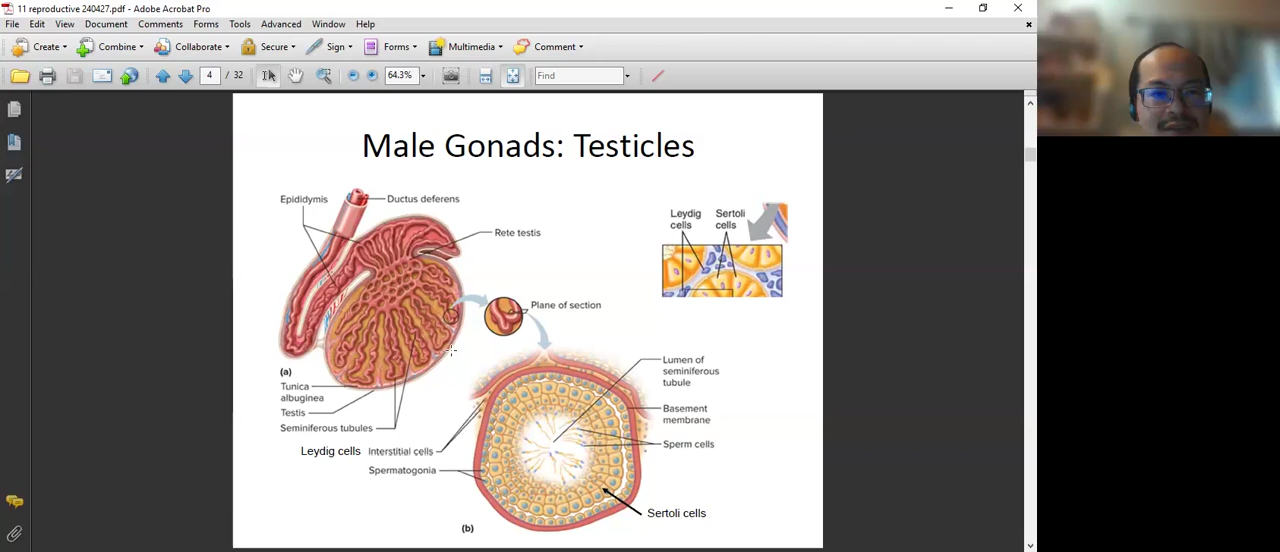 11 reproductive 240427.pdf - Adobe Acrobat Pro
File Edit View Document Comments Forms Tools Advanced Window Help
Create Combine Collaborate Secure Sign Forms Multimedia Comment
4 / 32 64.3% Find
Male Gonads: Testicles
Epididymis
Ductus deferens
Rete testis
Leydig
cells
Sertoli
cells
Plane of section
(a)
Tunica
albuginea
Testis
Seminiferous tubules
Leydig cells Interstitial cells
Spermatogonia
Lumen of
seminiferous
tubule
Basement
membrane
Sperm cells
Sertoli cells
(b)